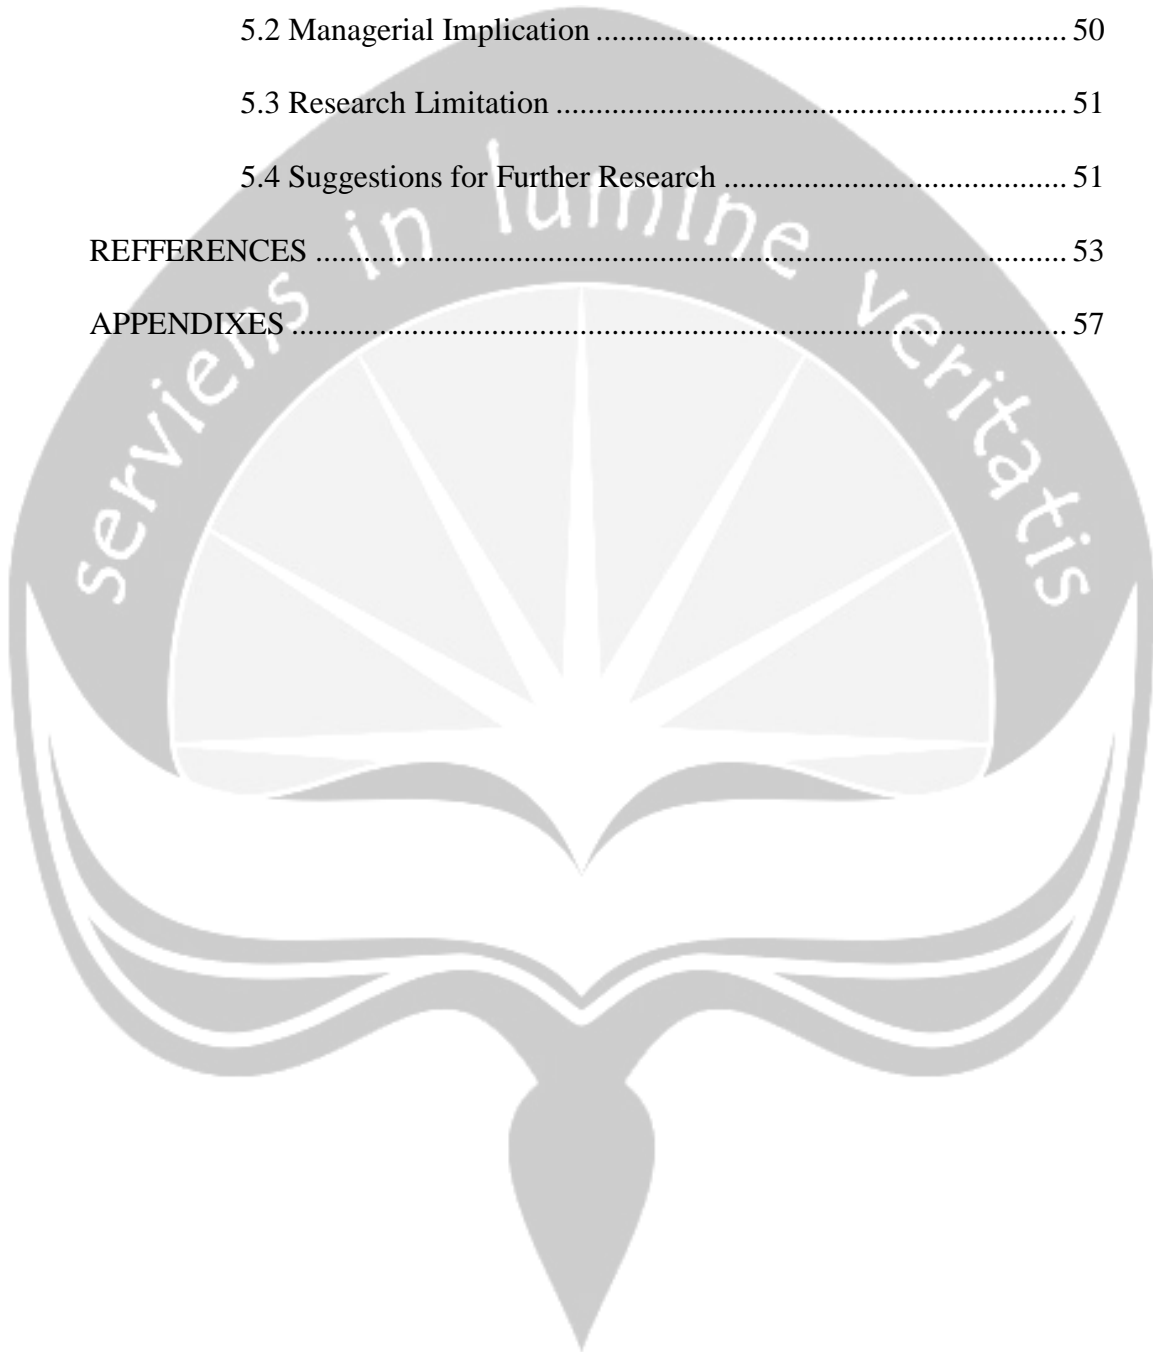 5.2 Managerial Implication ........................................................... 50
5.3 Research Limitation ................................................................ 51
5.4 Suggestions for Further Research ........................................... 51
REFFERENCES ............................................................................................. 53
APPENDIXES ................................................................................................ 57
serviens in lumine veritatis